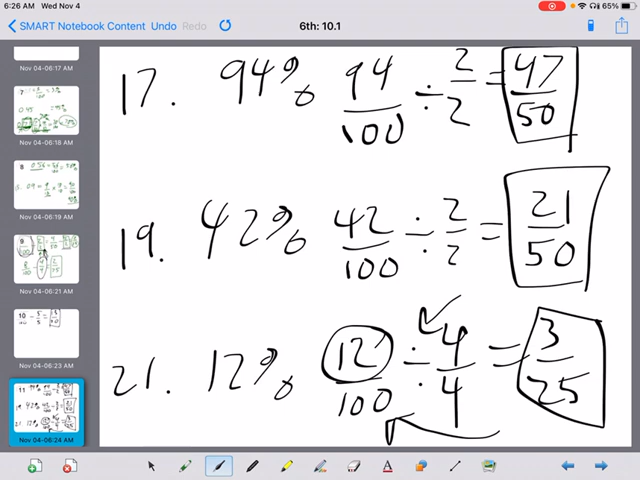 6:26 AM Wed Nov 4
65%
SMART Notebook Content Undo Redo
6th: 10.1
Nov 04-06:17 AM
Nov 04-06:18 AM
Nov 04-06:19 AM
Nov 04-06:21 AM
Nov 04-06:23 AM
Nov 04-06:24 AM
17. 94% 94/100 ÷ 2/2 = 47/50
19. 42% 42/100 ÷ 2/2 = 21/50
21. 12% 12/100 ÷ 4/4 = 3/25